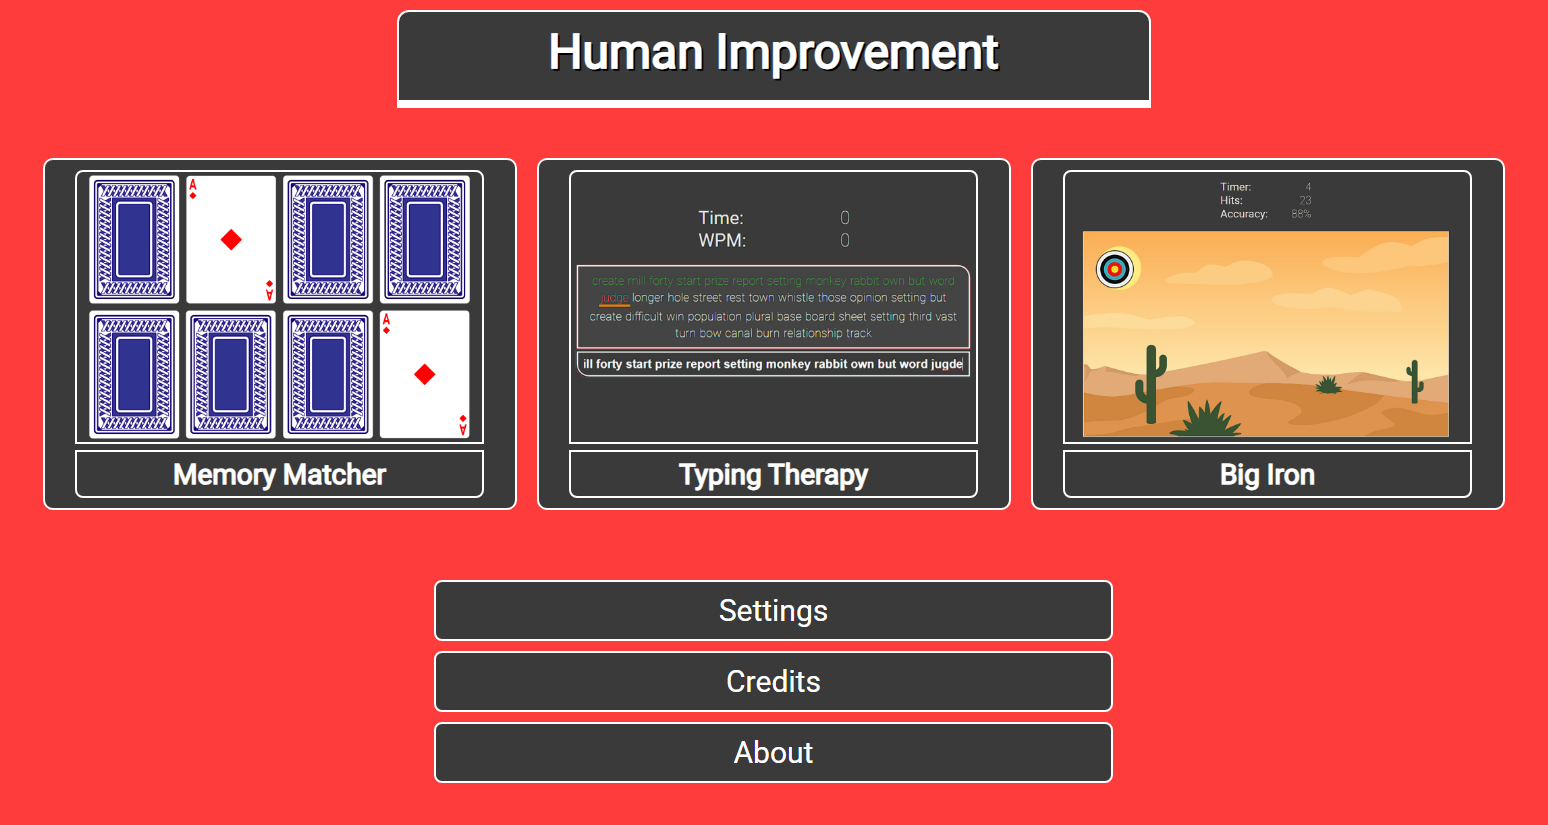 Human Improvement
A
A
A
A
Memory Matcher
Time: 0
WPM: 0
create mill forty start prize report setting monkey rabbit own but word
judge longer hole street rest town whistle those opinion setting but
create difficult win population plural base board sheet setting third vast
turn bow canal burn relationship track
ill forty start prize report setting monkey rabbit own but word jugde
Typing Therapy
Timer: 4
Hits: 23
Accuracy: 88%
Big Iron
Settings
Credits
About